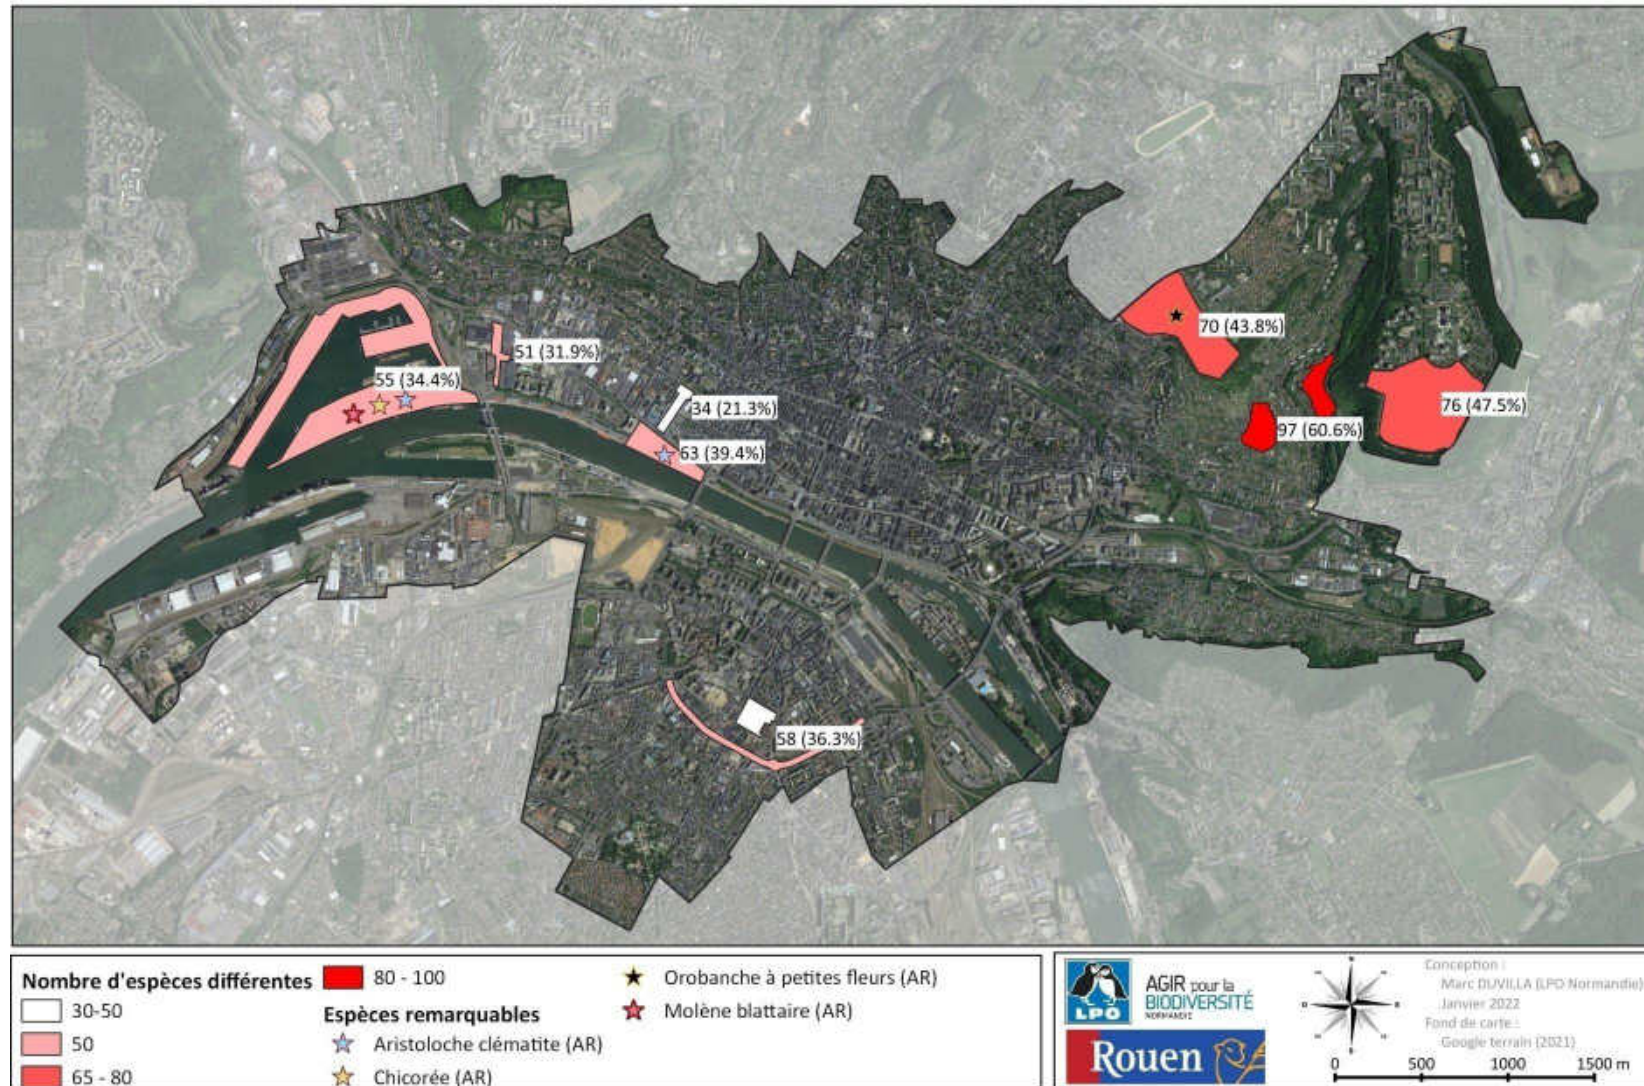 70 (43.8%)
51 (31.9%)
55 (34.4%)
34 (21.3%)
76 (47.5%)
97 (60.6%)
63 (39.4%)
58 (36.3%)
Nombre d'espèces différentes
30-50
50
65 - 80
80 - 100
Espèces remarquables
Aristoloche clématite (AR)
Chicorée (AR)
Orobanche à petites fleurs (AR)
Molène blattaire (AR)
LPO
AGIR pour la
BIODIVERSITÉ
NORMANDIE
Rouen
Conception :
Marc DUVILLA (LPO Normandie)
Janvier 2022
Fond de carte :
Google terrain (2021)
0 500 1000 1500 m